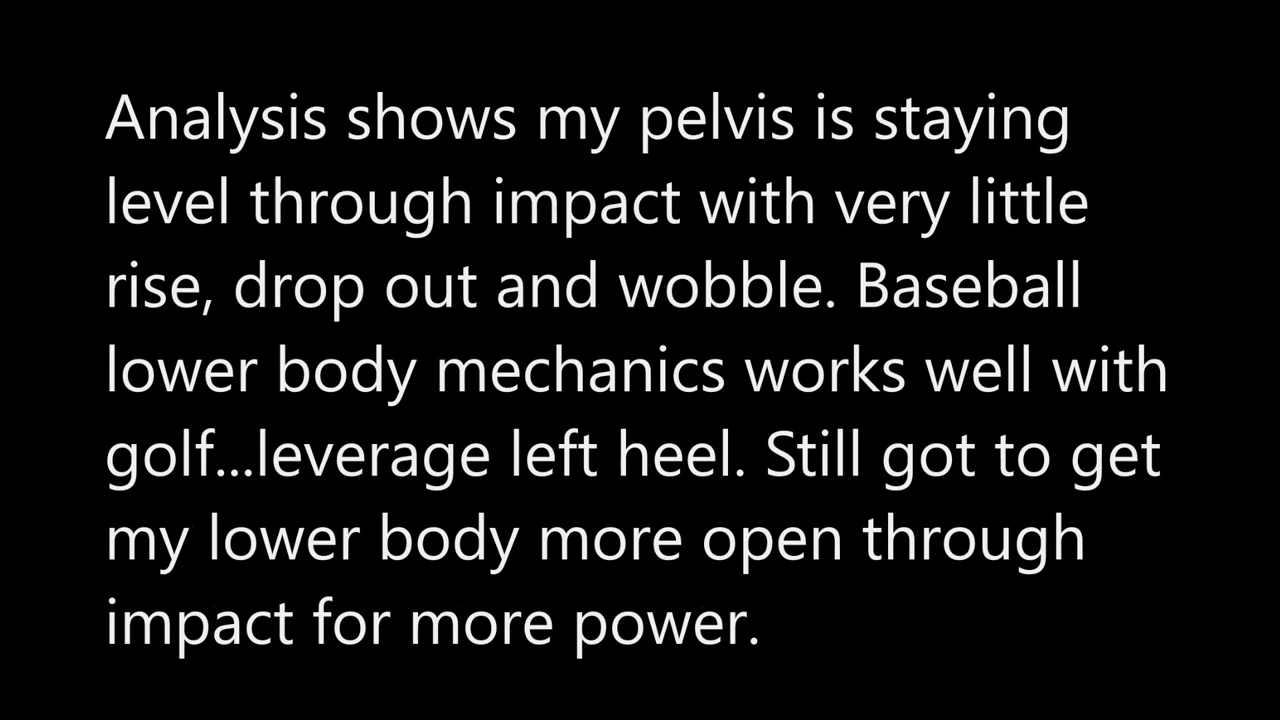 Analysis shows my pelvis is staying
level through impact with very little
rise, drop out and wobble. Baseball
lower body mechanics works well with
golf...leverage left heel. Still got to get
my lower body more open through
impact for more power.